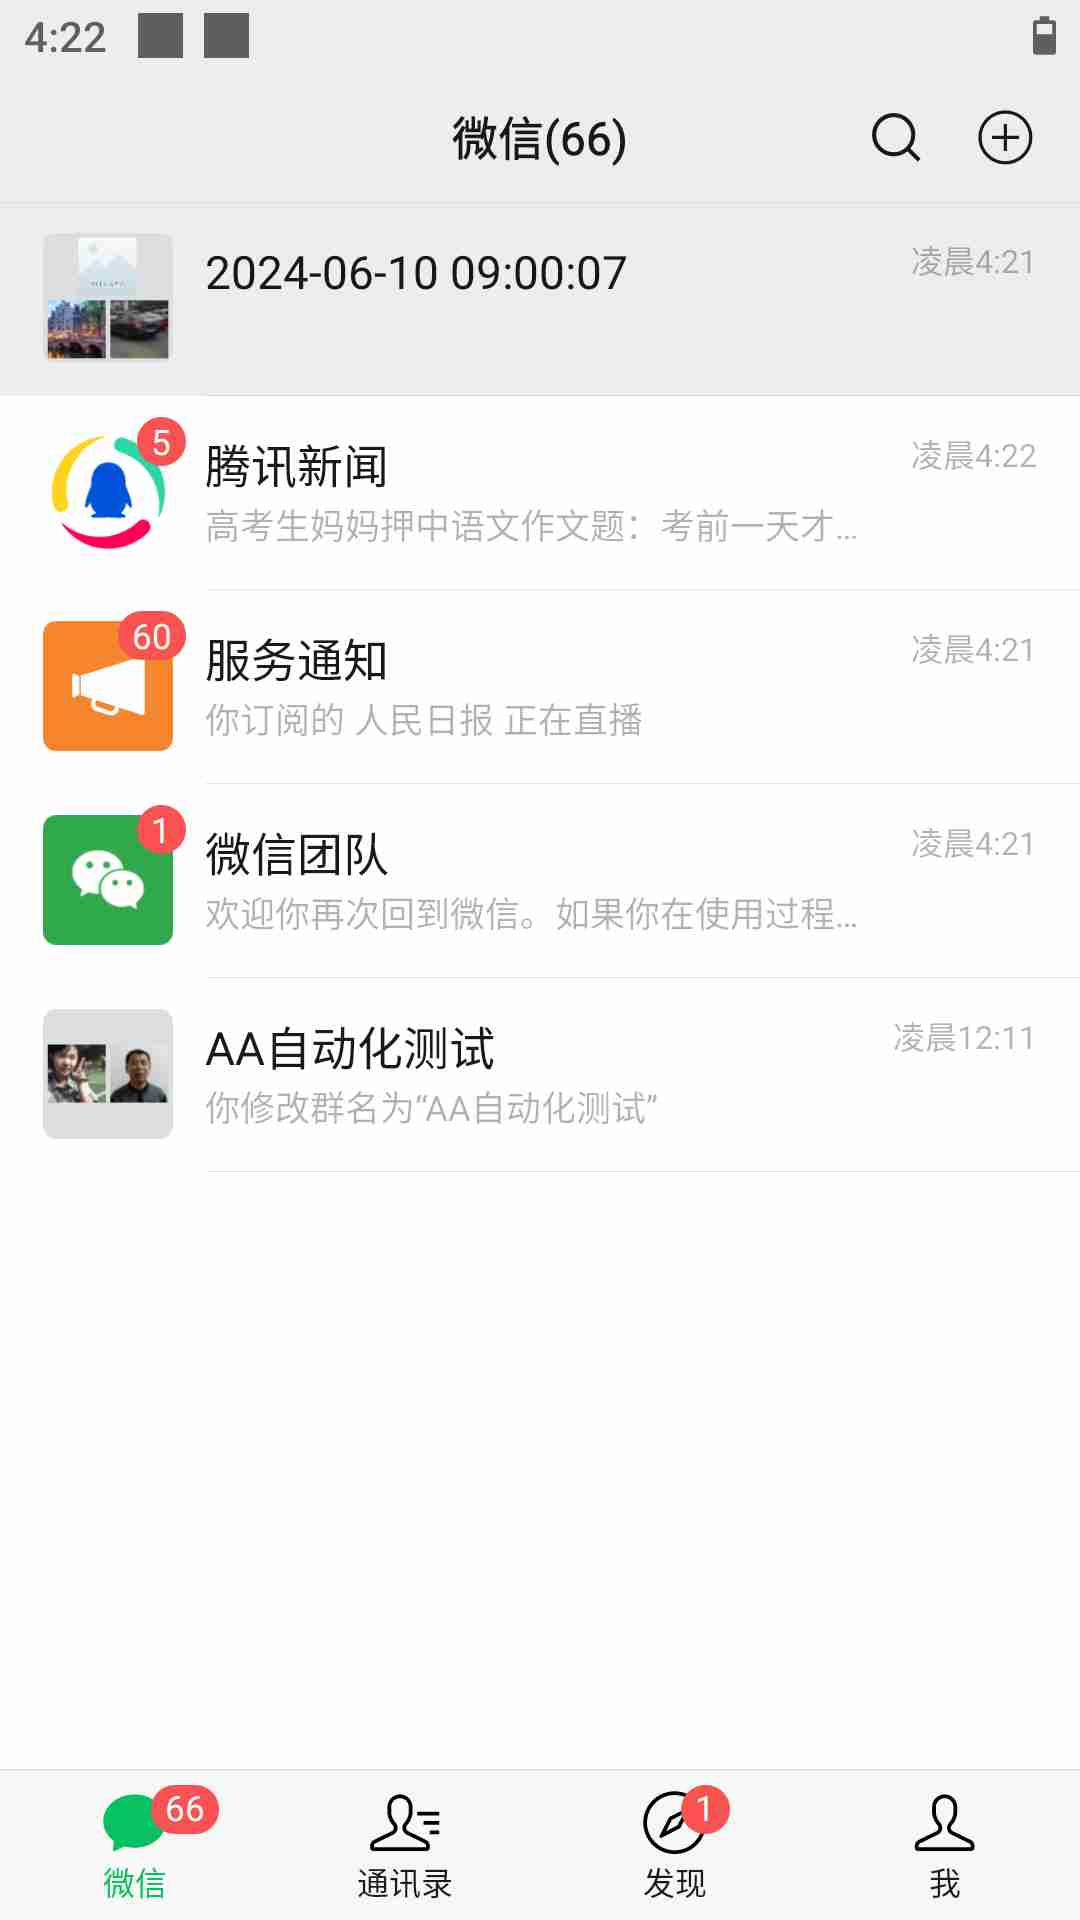 4:22
微信(66)
2024-06-10 09:00:07
凌晨4:21
5
腾讯新闻
凌晨4:22
高考生妈妈押中语文作文题：考前一天才...
60
服务通知
凌晨4:21
你订阅的 人民日报 正在直播
1
微信团队
凌晨4:21
欢迎你再次回到微信。如果你在使用过程...
AA自动化测试
凌晨12:11
你修改群名为“AA自动化测试”
66
1
微信
通讯录
发现
我